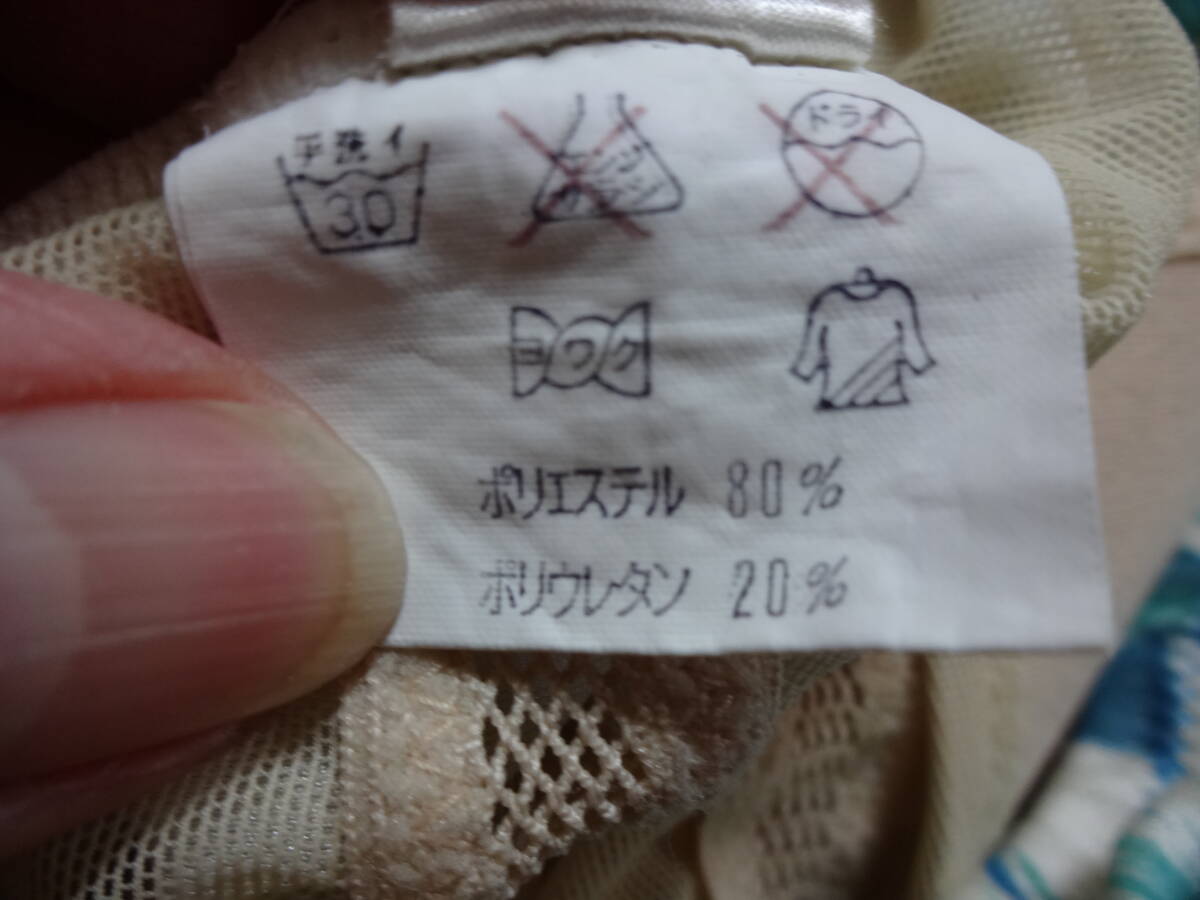 手洗イ
30
ドライ
ヨワク
ポリエステル 80%
ポリウレタン 20%